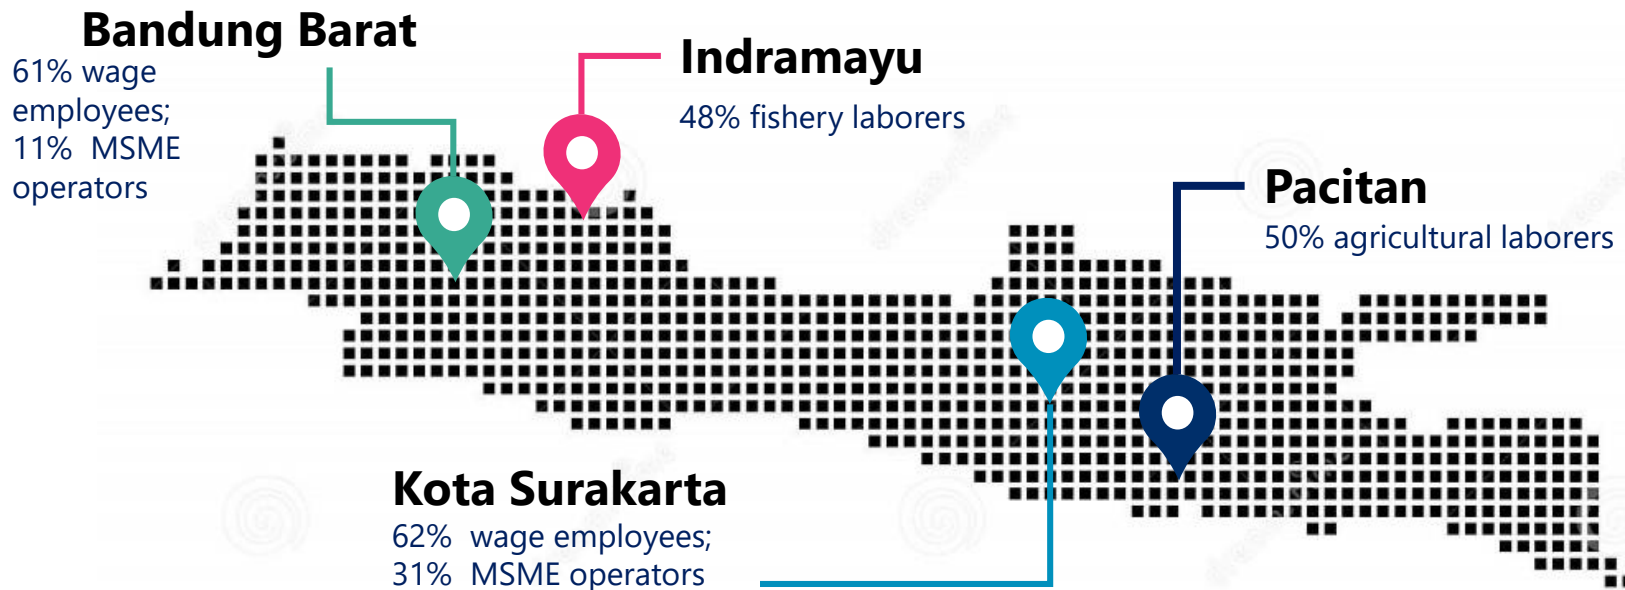 Bandung Barat
61% wage
employees;
11%  MSME
operators
Indramayu
48% fishery laborers
Pacitan
50% agricultural laborers
Kota Surakarta
62%  wage employees;
31%  MSME operators